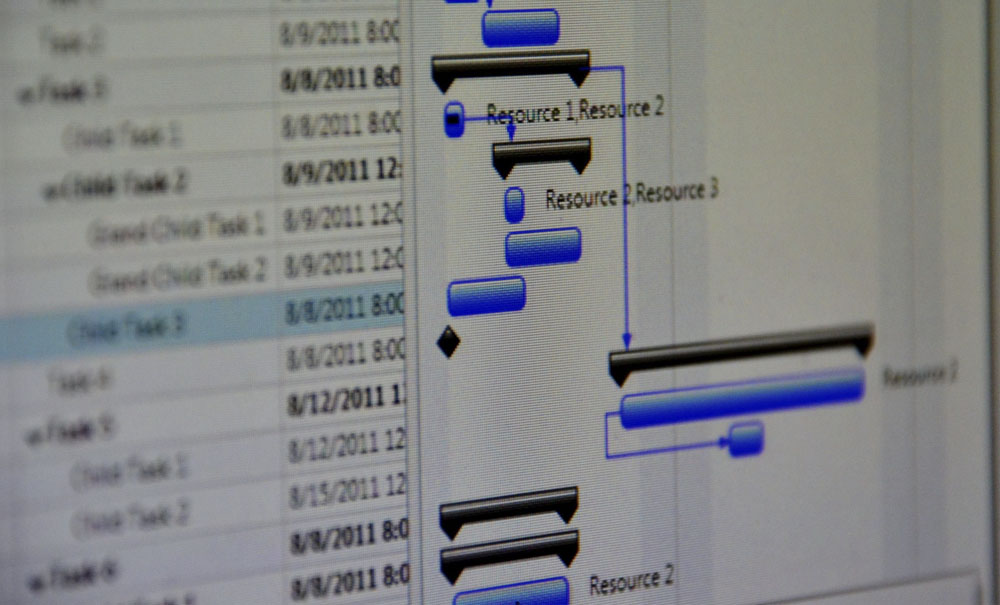 Task 2 8/9/2011 8:00
Task 3 8/8/2011 8:0
Child Task 1 8/8/2011 8:00 Resource 1,Resource 2
Child Task 2 8/9/2011 12:
Grand Child Task 1 8/9/2011 12:0 Resource 2,Resource 3
Grand Child Task 2 8/9/2011 12:0
Child Task 3 8/8/2011 8:00
Task 4 8/8/2011 8:00
Task 5 8/12/2011 1
Child Task 1 8/12/2011 12 Resource 2
Child Task 2 8/15/2011 12
Task 6 8/8/2011 8:0
8/8/2011 8:0 Resource 2